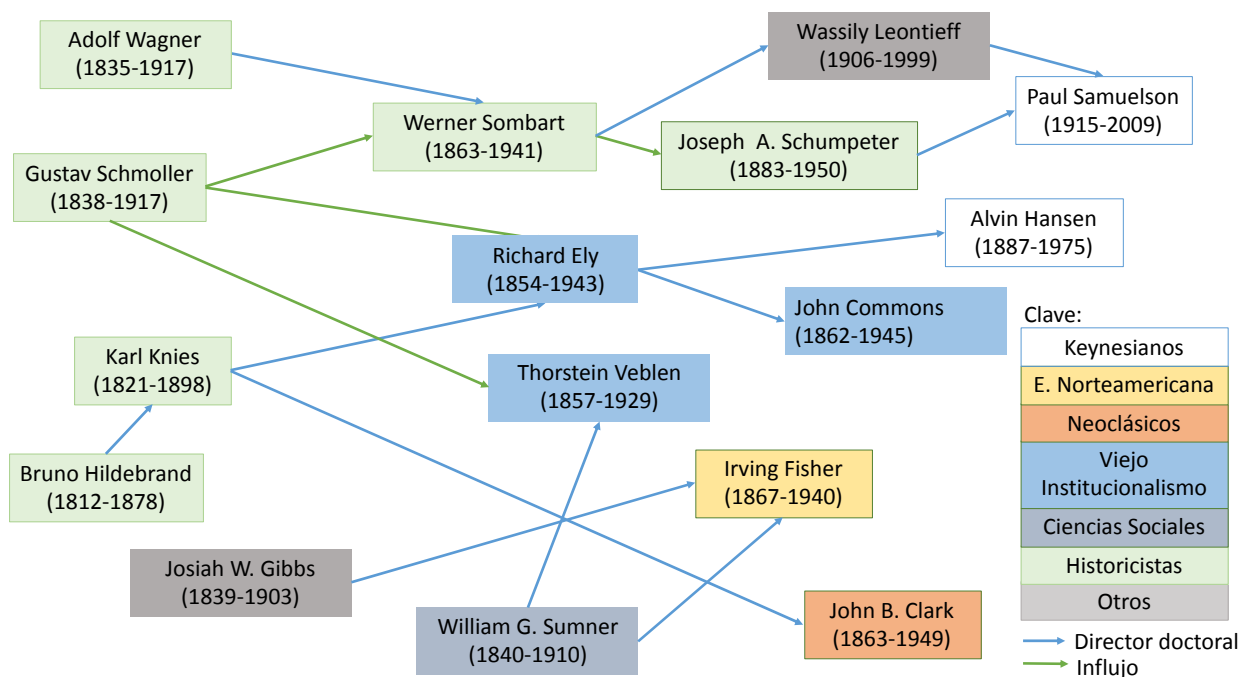 Adolf Wagner
(1835-1917)
Wassily Leontieff
(1906-1999)
Paul Samuelson
(1915-2009)
Werner Sombart
(1863-1941)
Joseph A. Schumpeter
(1883-1950)
Gustav Schmoller
(1838-1917)
Alvin Hansen
(1887-1975)
Richard Ely
(1854-1943)
John Commons
(1862-1945)
Karl Knies
(1821-1898)
Thorstein Veblen
(1857-1929)
Bruno Hildebrand
(1812-1878)
Irving Fisher
(1867-1940)
Josiah W. Gibbs
(1839-1903)
William G. Sumner
(1840-1910)
John B. Clark
(1863-1949)
Clave:
Keynesianos
E. Norteamericana
Neoclásicos
Viejo
Institucionalismo
Ciencias Sociales
Historicistas
Otros
Director doctoral
Influjo